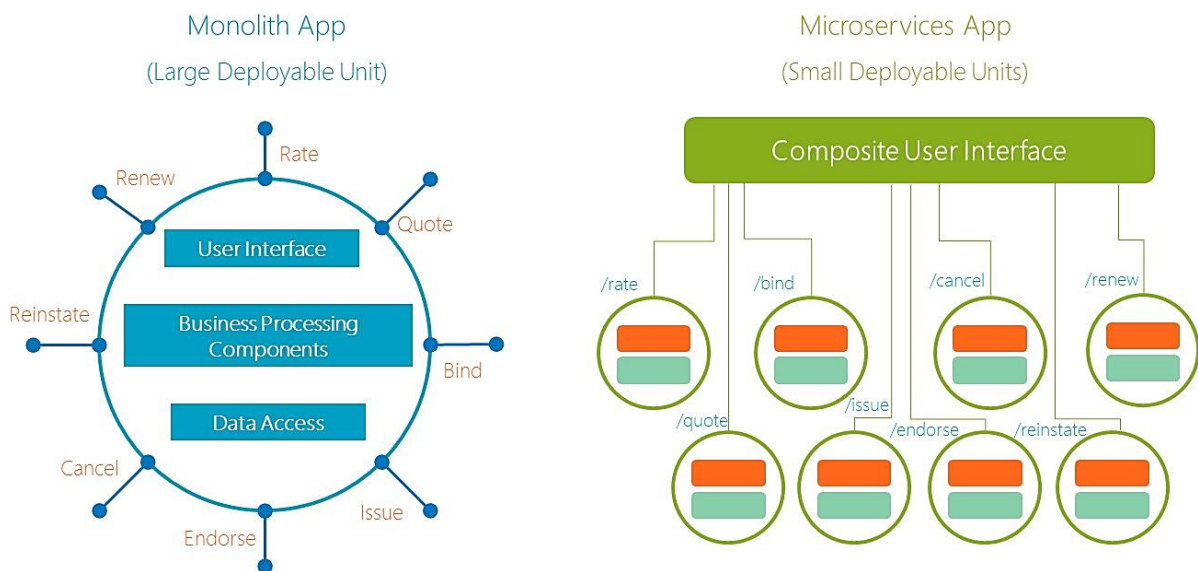 Monolith App
(Large Deployable Unit)
Rate
Renew
Quote
User Interface
Reinstate
Business Processing
Components
Bind
Data Access
Cancel
Issue
Endorse
Microservices App
(Small Deployable Units)
Composite User Interface
/rate
/bind
/cancel
/renew
/quote
/issue
/endorse
/reinstate